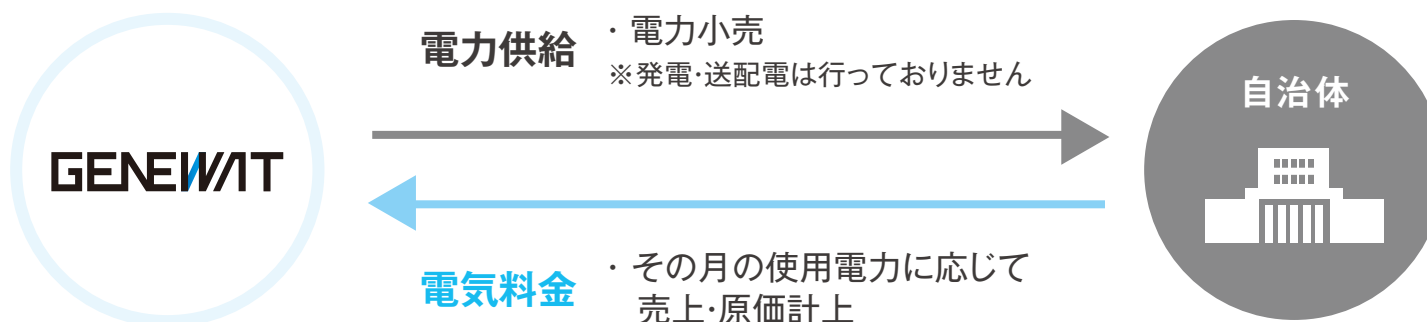 GENEWAT
電力供給
・電力小売
※発電・送配電は行っておりません
自治体
電気料金
・その月の使用電力に応じて
売上・原価計上